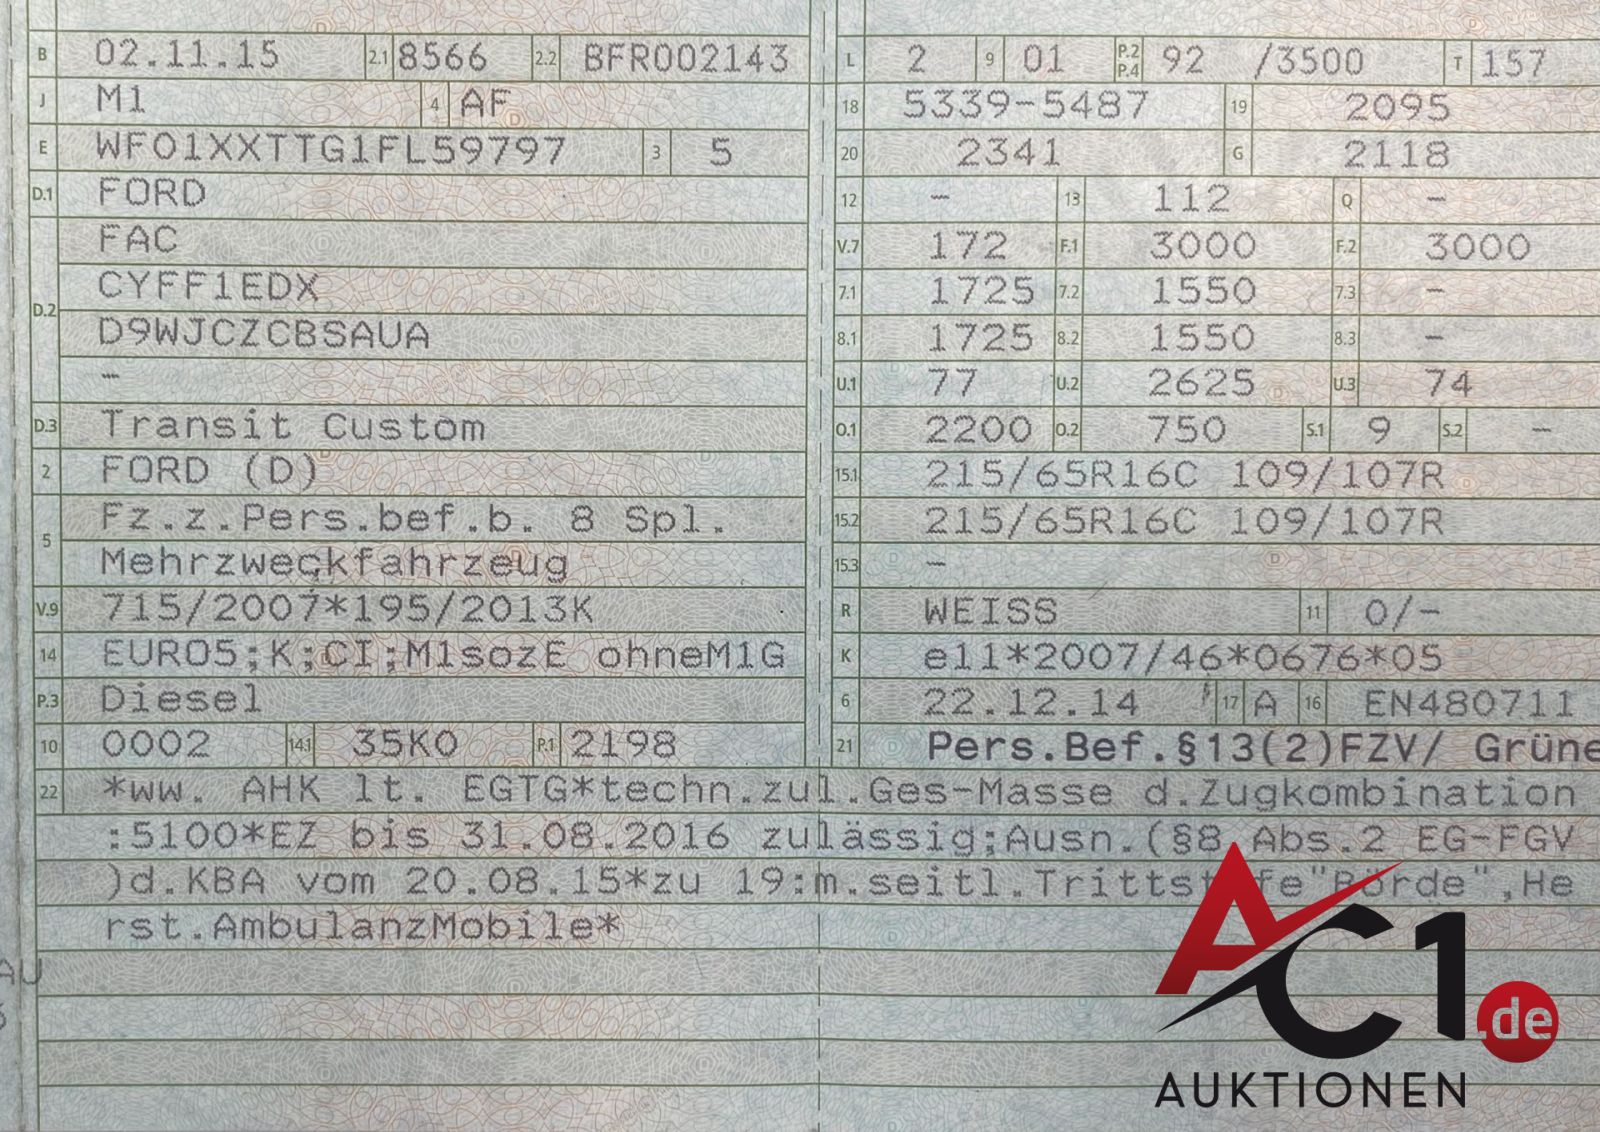 B 02.11.15 2.1 8566 2.2 BFR002143
J M1 4 AF
E WF01XXTTG1FL59797 3 5
D.1 FORD
FAC
D.2 CYFF1EDX
D9WJCZCBSAUA
–
D.3 Transit Custom
2 FORD (D)
5 Fz.z.Pers.bef.b. 8 Spl.
Mehrzweckfahrzeug
V.9 715/2007*195/2013K
14 EURO5;K;CI;M1sozE ohneM1G
P.3 Diesel
10 0002 14.1 35K0 P.1 2198
L 2 9 01 P.2 P.4 92 /3500 T 157
18 5339-5487 19 2095
20 2341 G 2118
12 – 13 112 Q –
V.7 172 F.1 3000 F.2 3000
7.1 1725 7.2 1550 7.3 –
8.1 1725 8.2 1550 8.3 –
U.1 77 U.2 2625 U.3 74
O.1 2200 O.2 750 S.1 9 S.2 –
15.1 215/65R16C 109/107R
15.2 215/65R16C 109/107R
15.3 –
R WEISS 11 0/-
K e11*2007/46*0676*05
6 22.12.14 17 A 16 EN480711
21 Pers.Bef.§13(2)FZV/ Grüne
22 *ww. AHK lt. EGTG*techn.zul.Ges-Masse d.Zugkombination
:5100*EZ bis 31.08.2016 zulässig;Ausn.(§8 Abs.2 EG-FGV
)d.KBA vom 20.08.15*zu 19:m.seitl.Trittstufe"Börde",He
rst.AmbulanzMobile*
AC1.de
AUKTIONEN